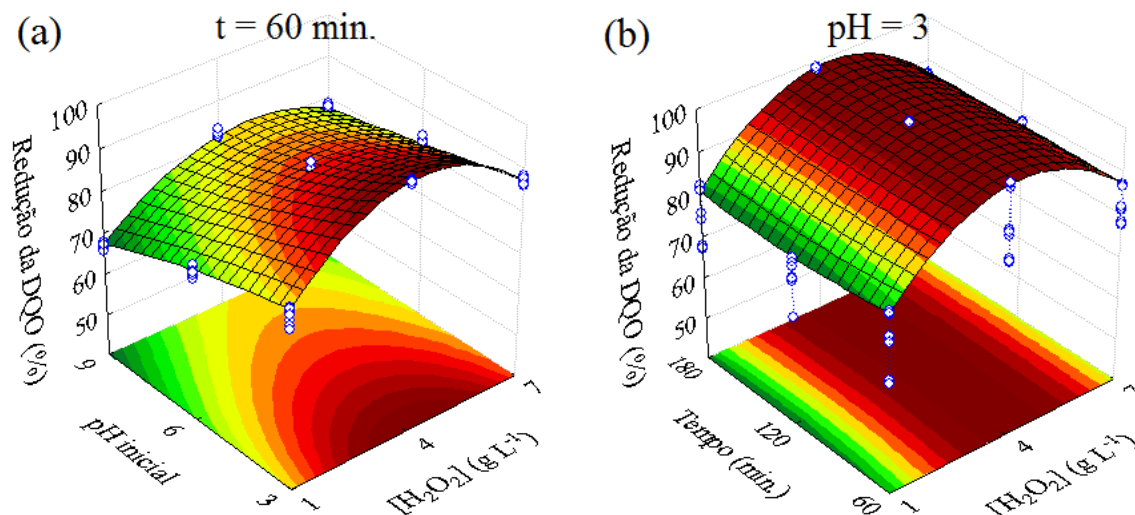 (a)
t = 60 min.
Redução da DQO (%)
100
90
80
70
60
50
9
6
3
pH inicial
1
4
7
[H₂O₂] (g L⁻¹)
(b)
pH = 3
Redução da DQO (%)
100
90
80
70
60
50
180
120
60
Tempo (min.)
1
4
7
[H₂O₂] (g L⁻¹)